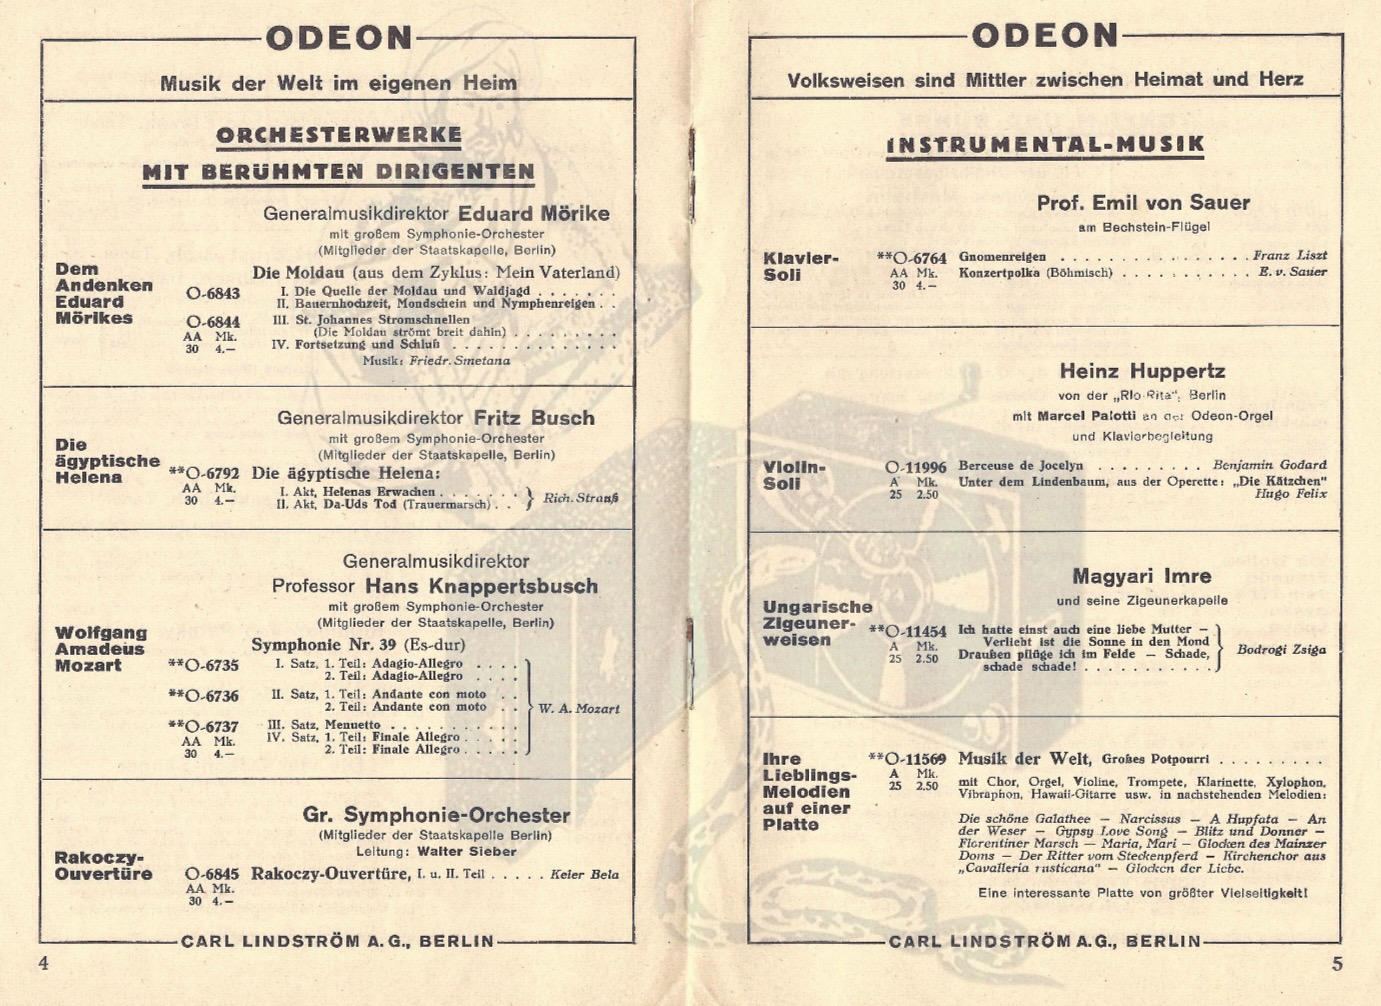 ODEON
Musik der Welt im eigenen Heim
ORCHESTERWERKE
MIT BERÜHMTEN DIRIGENTEN
Generalmusikdirektor Eduard Mörike
mit großem Symphonie-Orchester
(Mitglieder der Staatskapelle, Berlin)
Dem
Andenken
Eduard
Mörikes
Die Moldau (aus dem Zyklus: Mein Vaterland)
O-6843
I. Die Quelle der Moldau und Waldjagd . . . . . . .
II. Bauernhochzeit, Mondschein und Nymphenreigen . .
O-6844
AA Mk.
30 4.—
III. St. Johannes Stromschnellen
(Die Moldau strömt breit dahin) . . . . . . . . .
IV. Fortsetzung und Schluß . . . . . . . . . . . . . .
Musik: Friedr. Smetana
Generalmusikdirektor Fritz Busch
mit großem Symphonie-Orchester
(Mitglieder der Staatskapelle, Berlin)
Die
ägyptische
Helena
**O-6792 Die ägyptische Helena:
AA Mk.
30 4.—
I. Akt, Helenas Erwachen . . . . . . .
II. Akt, Da-Uds Tod (Trauermarsch) . .
} Rich. Strauß
Generalmusikdirektor
Professor Hans Knappertsbusch
mit großem Symphonie-Orchester
(Mitglieder der Staatskapelle, Berlin)
Wolfgang
Amadeus
Mozart
Symphonie Nr. 39 (Es-dur)
**O-6735
I. Satz, 1. Teil: Adagio-Allegro . . . .
2. Teil: Adagio-Allegro . . . .
**O-6736
II. Satz, 1. Teil: Andante con moto . .
2. Teil: Andante con moto . .
**O-6737
AA Mk.
30 4.—
III. Satz, Menuetto . . . . . . . . . . .
IV. Satz, 1. Teil: Finale Allegro . . . . .
2. Teil: Finale Allegro . . . . .
} W. A. Mozart
Gr. Symphonie-Orchester
(Mitglieder der Staatskapelle Berlin)
Leitung: Walter Sieber
Rakoczy-
Ouvertüre
O-6845 Rakoczy-Ouvertüre, I. u. II. Teil . . . . . Keler Bela
AA Mk.
30 4.—
CARL LINDSTRÖM A.G., BERLIN
4
ODEON
Volksweisen sind Mittler zwischen Heimat und Herz
INSTRUMENTAL-MUSIK
Prof. Emil von Sauer
am Bechstein-Flügel
Klavier-
Soli
**O-6764 Gnomenreigen . . . . . . . . . . . . . . . . . Franz Liszt
AA Mk. Konzertpolka (Böhmisch) . . . . . . . . . . . E. v. Sauer
30 4.—
Heinz Huppertz
von der „Rio-Rita“, Berlin
mit Marcel Palotti an der Odeon-Orgel
und Klavierbegleitung
Violin-
Soli
O-11996 Berceuse de Jocelyn . . . . . . . . . Benjamin Godard
A Mk. Unter dem Lindenbaum, aus der Operette: „Die Kätzchen“
25 2.50 Hugo Felix
Magyari Imre
und seine Zigeunerkapelle
Ungarische
Zigeuner-
weisen
**O-11454
A Mk.
25 2.50
Ich hatte einst auch eine liebe Mutter —
Verliebt ist die Sonne in den Mond
Draußen pflüge ich im Felde — Schade,
schade schade! . . . . . . . . . . .
} Bodrogi Zsiga
Ihre
Lieblings-
Melodien
auf einer
Platte
**O-11569 Musik der Welt, Großes Potpourri . . . . . . . . .
A Mk.
25 2.50
mit Chor, Orgel, Violine, Trompete, Klarinette, Xylophon,
Vibraphon, Hawaii-Gitarre usw. in nachstehenden Melodien:
Die schöne Galathee — Narcissus — A Hupfata — An
der Weser — Gypsy Love Song — Blitz und Donner —
Florentiner Marsch — Maria, Mari — Glocken des Mainzer
Doms — Der Ritter vom Steckenpferd — Kirchenchor aus
„Cavalleria rusticana“ — Glocken der Liebe.
Eine interessante Platte von größter Vielseitigkeit!
CARL LINDSTRÖM A.G., BERLIN
5